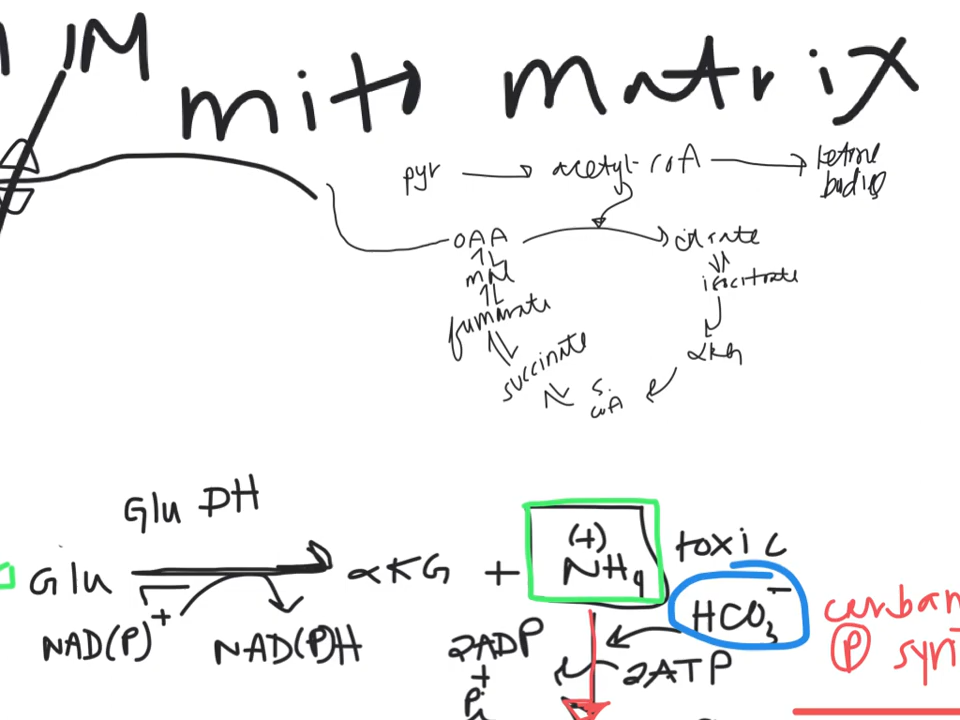 IM
mito matrix
pyr acetyl-coA ketone
bodies
OAA citrate
mal isocitrate
fumarate
αKG
succinate S.
coA
Glu DH
Glu αKG + (+)
NH4 toxic
HCO3-
NAD(P)+ NAD(P)H
2ADP
+
Pi
2ATP
carbam
P syn